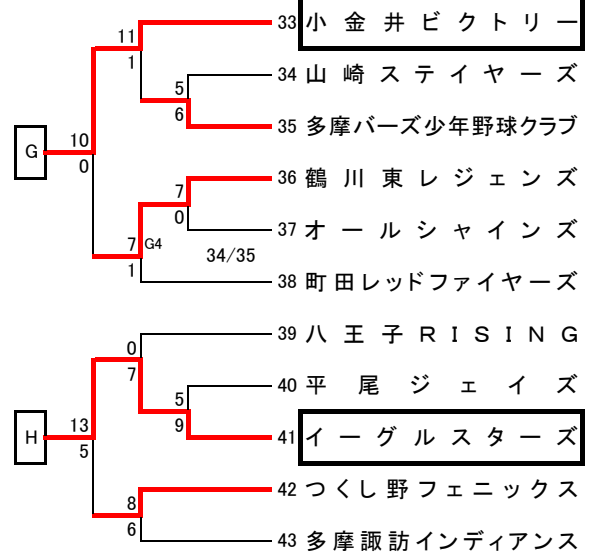 11
33 小金井ビクトリー
1
34 山崎ステイヤーズ
5
6
35 多摩バーズ少年野球クラブ
G
10
0
36 鶴川東レジェンズ
7
0
37 オールシャインズ
7
G4
34/35
1
38 町田レッドファイヤーズ
39 八王子RISING
0
7
40 平尾ジェイズ
5
9
41 イーグルスターズ
H
13
5
42 つくし野フェニックス
8
6
43 多摩諏訪インディアンス